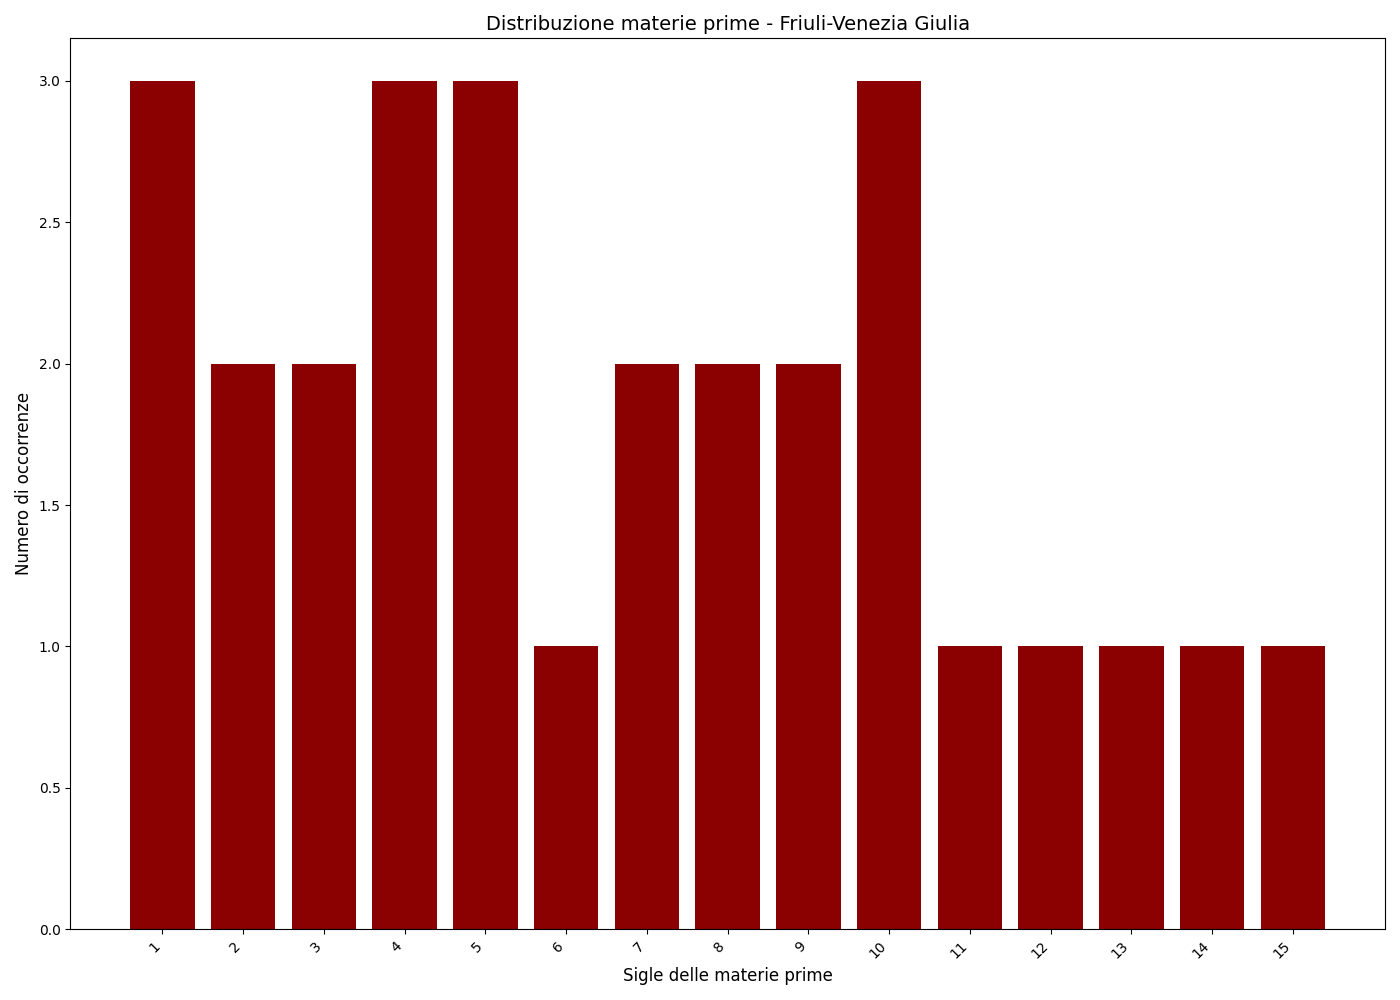 Distribuzione materie prime - Friuli-Venezia Giulia
Numero di occorrenze
3.0
2.5
2.0
1.5
1.0
0.5
0.0
1 2 3 4 5 6 7 8 9 10 11 12 13 14 15
Sigle delle materie prime